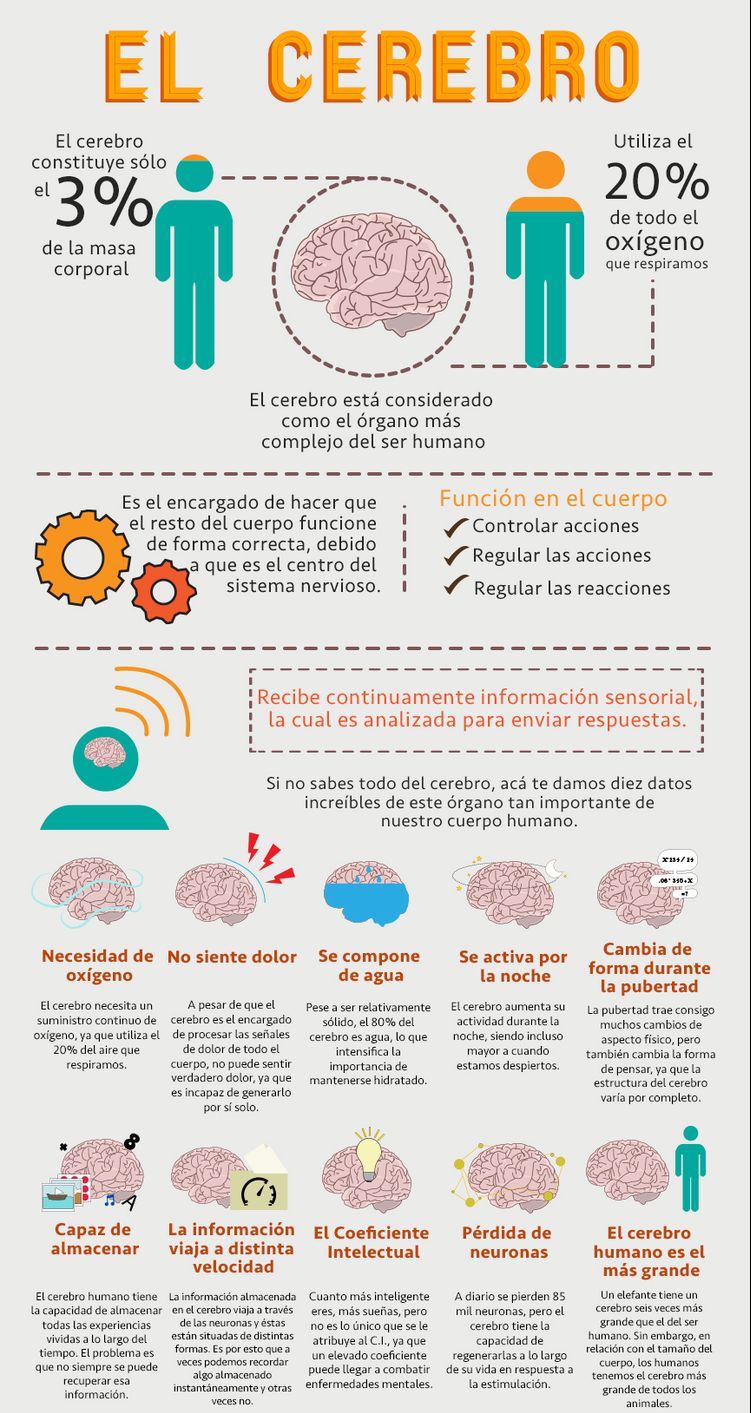 EL CEREBRO
El cerebro
constituye sólo
el 3%
de la masa
corporal
Utiliza el
20%
de todo el
oxígeno
que respiramos
El cerebro está considerado
como el órgano más
complejo del ser humano
Es el encargado de hacer que
el resto del cuerpo funcione
de forma correcta, debido
a que es el centro del
sistema nervioso.
Función en el cuerpo
Controlar acciones
Regular las acciones
Regular las reacciones
Recibe continuamente información sensorial,
la cual es analizada para enviar respuestas.
Si no sabes todo del cerebro, acá te damos diez datos
increíbles de este órgano tan importante de
nuestro cuerpo humano.
Necesidad de
oxígeno
El cerebro necesita un
suministro continuo de
oxígeno, ya que utiliza el
20% del aire que
respiramos.
No siente dolor
A pesar de que el
cerebro es el encargado
de procesar las señales
de dolor de todo el
cuerpo, no puede sentir
verdadero dolor, ya que
es incapaz de generarlo
por sí solo.
Se compone
de agua
Pese a ser relativamente
sólido, el 80% del
cerebro es agua, lo que
intensifica la
importancia de
mantenerse hidratado.
Se activa por
la noche
El cerebro aumenta su
actividad durante la
noche, siendo incluso
mayor a cuando
estamos despiertos.
Cambia de
forma durante
la pubertad
La pubertad trae consigo
muchos cambios de
aspecto físico, pero
también cambia la forma
de pensar, ya que la
estructura del cerebro
varía por completo.
Capaz de
almacenar
El cerebro humano tiene
la capacidad de almacenar
todas las experiencias
vividas a lo largo del
tiempo. El problema es
que no siempre se puede
recuperar esa
información.
La información
viaja a distinta
velocidad
La información almacenada
en el cerebro viaja a través
de las neuronas y éstas
están situadas de distintas
formas. Es por esto que a
veces podemos recordar
algo almacenado
instantáneamente y otras
veces no.
El Coeficiente
Intelectual
Cuanto más inteligente
eres, más sueñas, pero
no es lo único que se le
atribuye al C.I., ya que
un elevado coeficiente
puede llegar a combatir
enfermedades mentales.
Pérdida de
neuronas
A diario se pierden 85
mil neuronas, pero el
cerebro tiene la
capacidad de
regenerarlas a lo largo
de su vida en respuesta a
la estimulación.
El cerebro
humano es el
más grande
Un elefante tiene un
cerebro seis veces más
grande que el del ser
humano. Sin embargo, en
relación con el tamaño del
cuerpo, los humanos
tenemos el cerebro más
grande de todos los
animales.